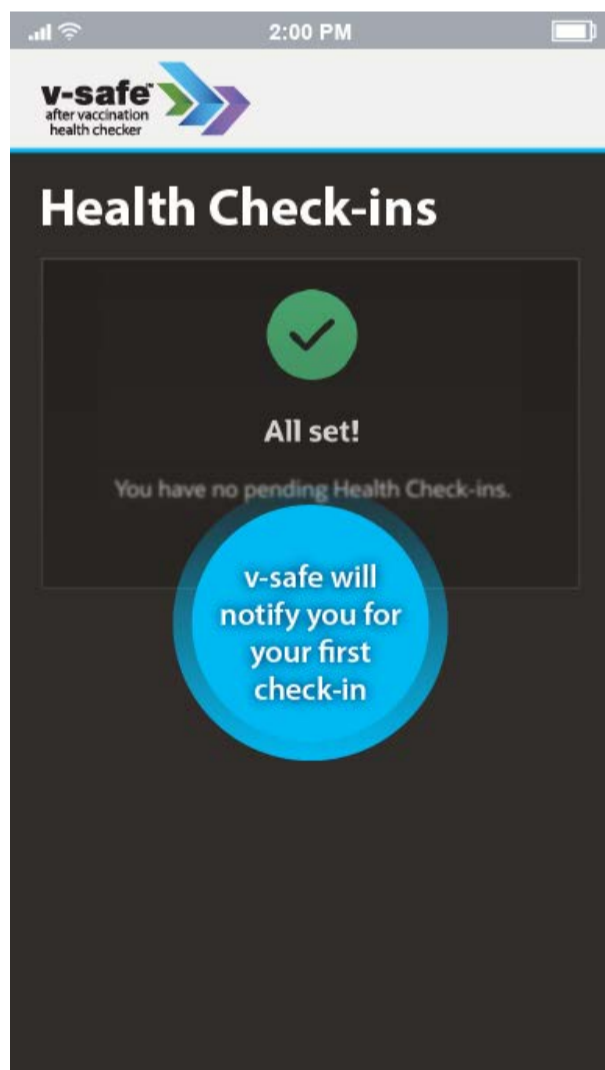 2:00 PM
v-safe™
after vaccination
health checker
Health Check-ins
All set!
You have no pending Health Check-ins.
v-safe will
notify you for
your first
check-in